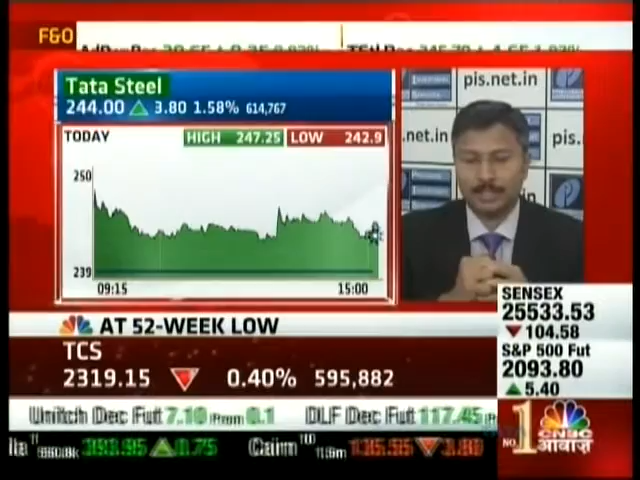 F&O
Tata Steel
244.00 ▲ 3.80 1.58% 614,767
TODAY HIGH 247.25 LOW 242.9
250
239
09:15 15:00
pis.net.in
.net.in
pis.
SENSEX
25533.53
▼ 104.58
S&P 500 Fut
2093.80
▲ 5.40
AT 52-WEEK LOW
TCS
2319.15 ▼ 0.40% 595,882
Unitch Dec Fut 7.10 Prem 0.1 DLF Dec Fut 117.45
393.95 ▲ 0.75 Cairn 135.55 ▼ 3.80
NO. 1 CNBC
आवाज़